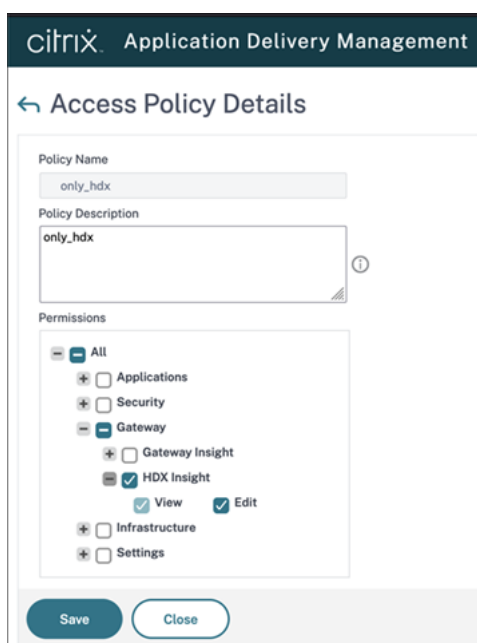 citrix. Application Delivery Management
Access Policy Details
Policy Name
only_hdx
Policy Description
only_hdx
Permissions
All
Applications
Security
Gateway
Gateway Insight
HDX Insight
View Edit
Infrastructure
Settings
Save Close